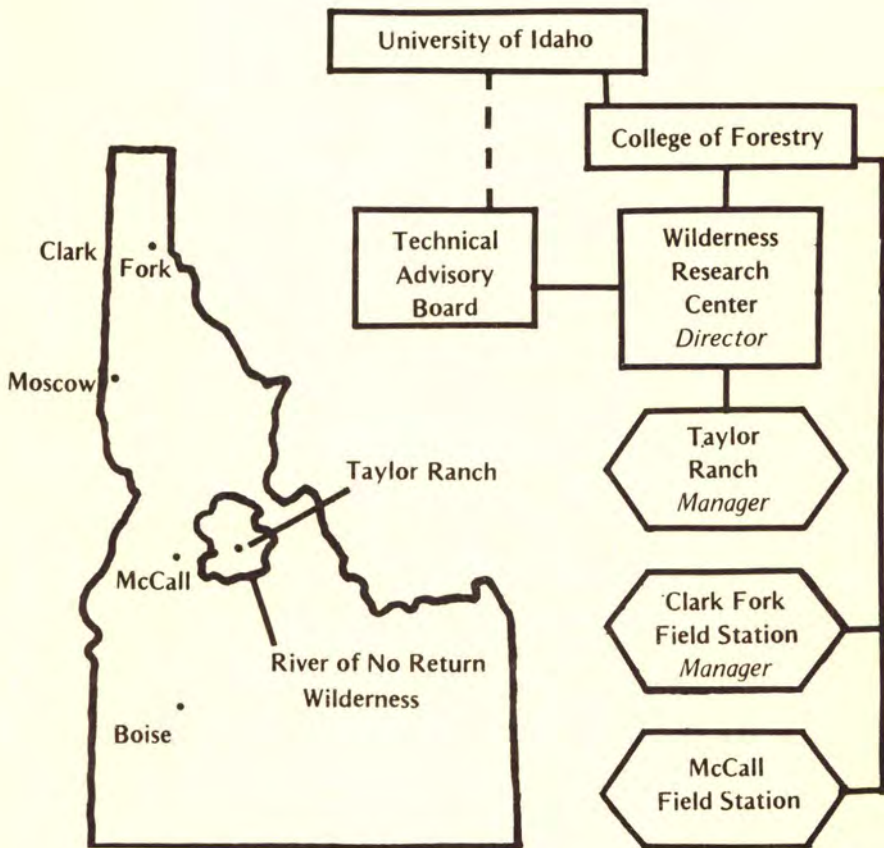 University of Idaho
College of Forestry
Technical
Advisory
Board
Wilderness
Research
Center
Director
Taylor
Ranch
Manager
Clark Fork
Field Station
Manager
McCall
Field Station
Clark
Fork
Moscow
Taylor Ranch
McCall
River of No Return
Wilderness
Boise